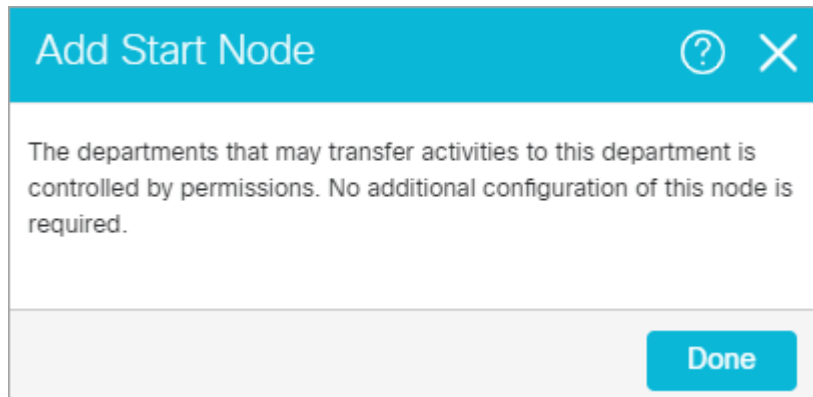 Add Start Node
The departments that may transfer activities to this department is
controlled by permissions. No additional configuration of this node is
required.
Done